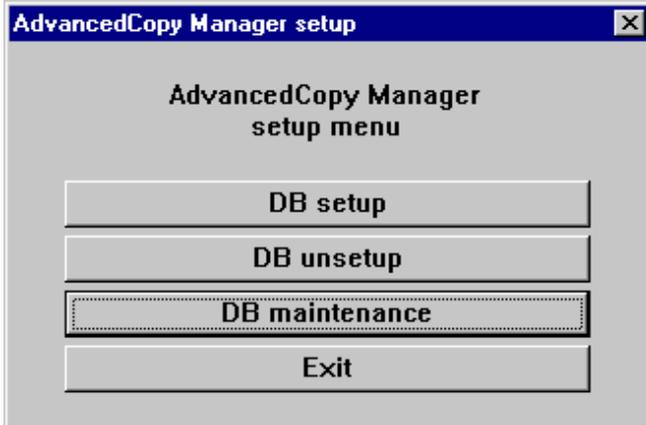 AdvancedCopy Manager setup
AdvancedCopy Manager
setup menu
DB setup
DB unsetup
DB maintenance
Exit